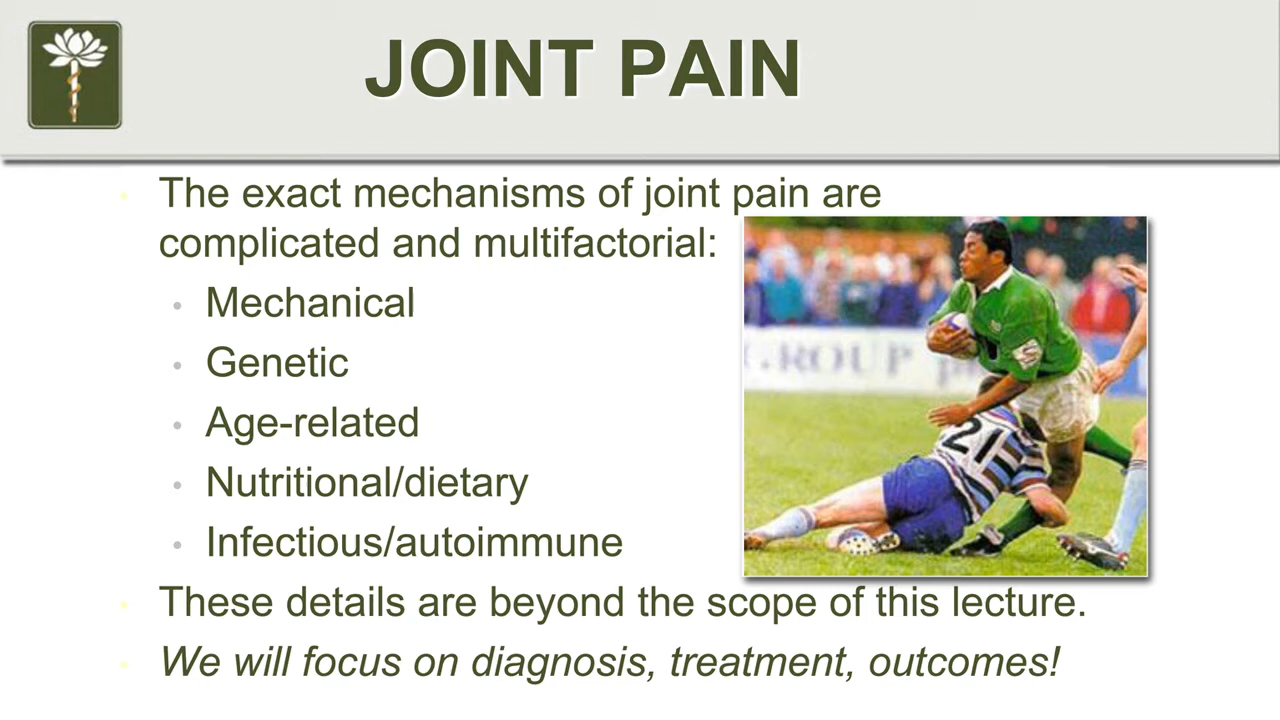 JOINT PAIN
The exact mechanisms of joint pain are
complicated and multifactorial:
• Mechanical
• Genetic
• Age-related
• Nutritional/dietary
• Infectious/autoimmune
These details are beyond the scope of this lecture.
We will focus on diagnosis, treatment, outcomes!
GROUP
21